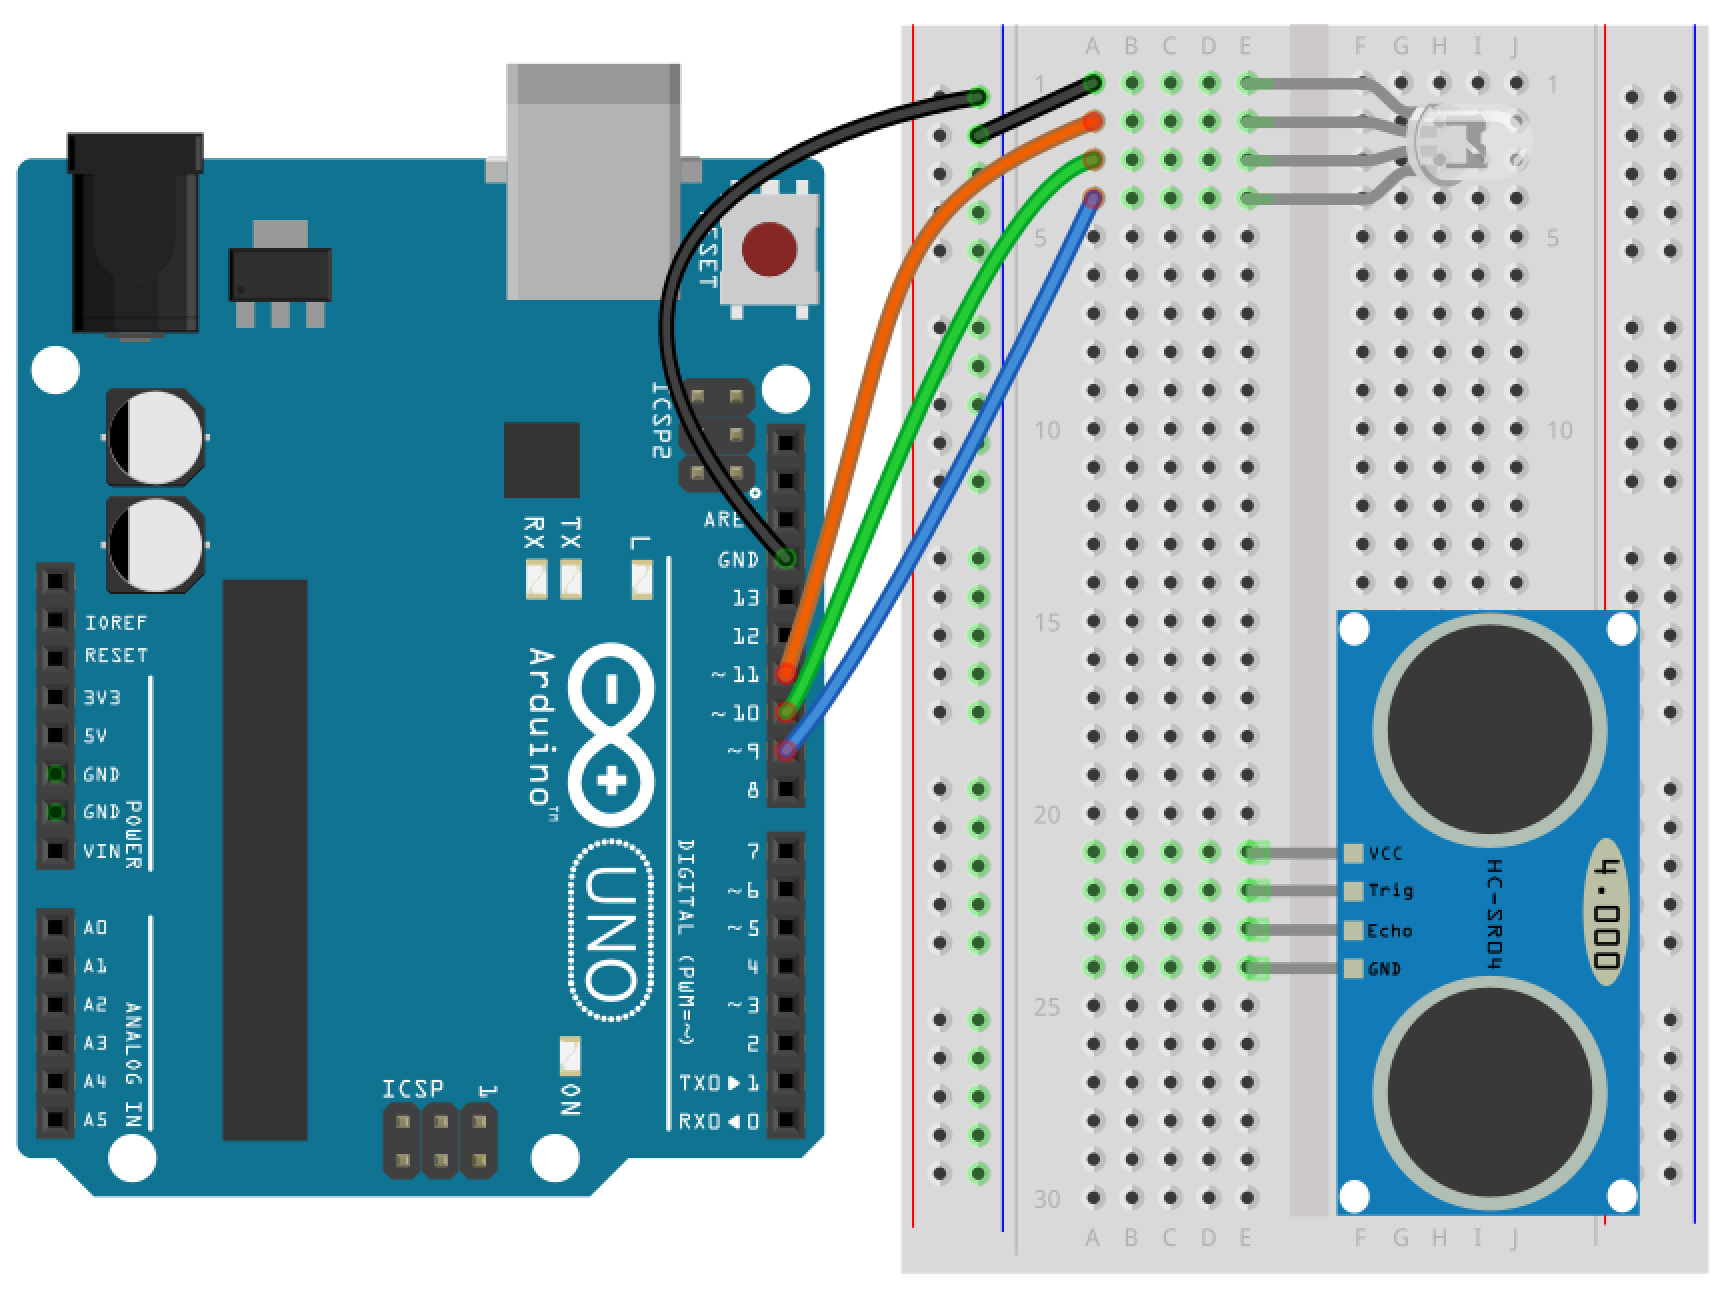 RESET
ICSP2
AREF
GND
13
12
~11
~10
~9
8
7
~6
~5
4
~3
2
TX0▶1
RX0◀0
DIGITAL (PWM=~)
RX
TX
L
Arduino™
UNO
ON
ICSP
1
IOREF
RESET
3V3
5V
GND
GND
VIN
POWER
A0
A1
A2
A3
A4
A5
ANALOG IN
A B C D E F G H I J
1 1
5 5
10 10
15
20
25
30
VCC
Trig
Echo
GND
HC-SR04
4.000
A B C D E F G H I J